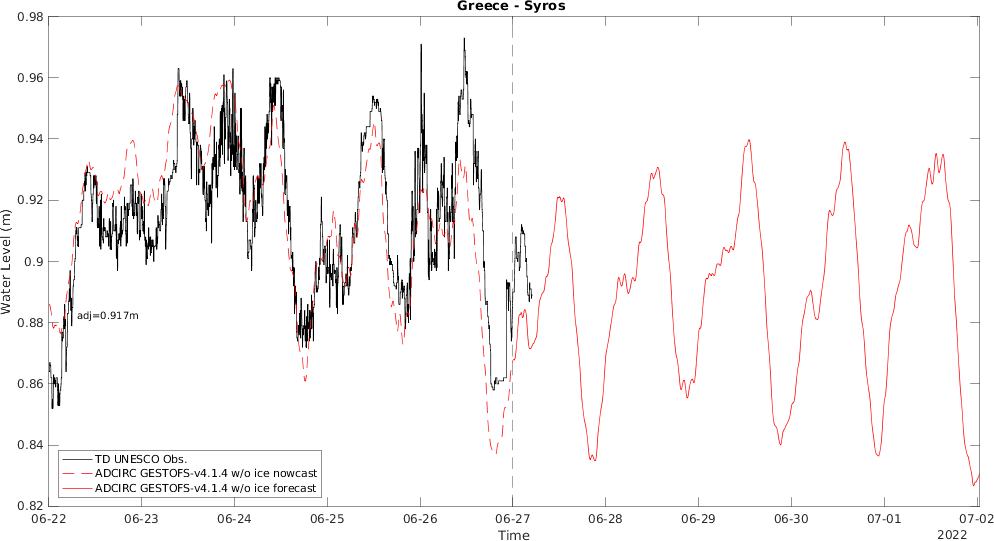 Greece - Syros
0.98
0.96
0.94
0.92
0.9
0.88
0.86
0.84
0.82
Water Level (m)
adj=0.917m
TD UNESCO Obs.
ADCIRC GESTOFS-v4.1.4 w/o ice nowcast
ADCIRC GESTOFS-v4.1.4 w/o ice forecast
06-22 06-23 06-24 06-25 06-26 06-27 06-28 06-29 06-30 07-01 07-02
Time
2022